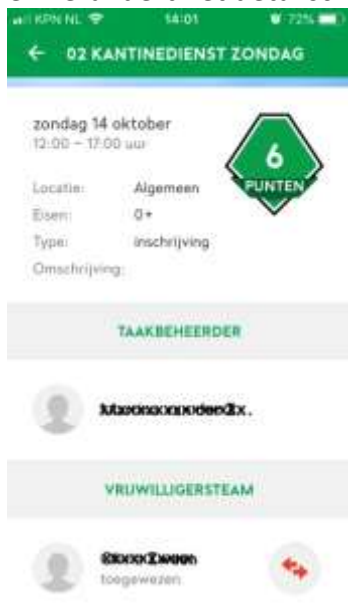 KPN NL 14:01 72%
← 02 KANTINEDIENST ZONDAG
zondag 14 oktober
12:00 – 17:00 uur
6
PUNTEN
Locatie: Algemeen
Eisen: 0+
Type: inschrijving
Omschrijving:
TAAKBEHEERDER
VRIJWILLIGERSTEAM
toegewezen